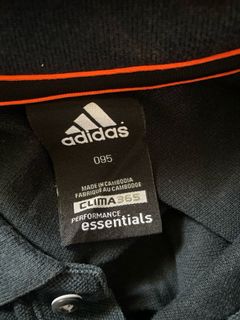 adidas
095
MADE IN CAMBODIA
FABRIQUÉ AU CAMBODGE
CLIMA365
PERFORMANCE
essentials